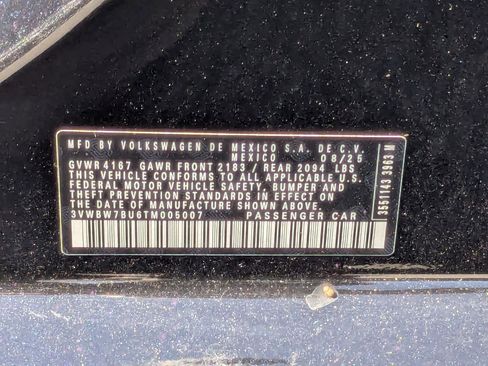 MFD BY VOLKSWAGEN DE MEXICO S.A. DE C.V.
MEXICO 08/25
GVWR 4167 GAWR FRONT 2183 / REAR 2094 LBS
THIS VEHICLE CONFORMS TO ALL APPLICABLE U.S.
FEDERAL MOTOR VEHICLE SAFETY, BUMPER AND
THEFT PREVENTION STANDARDS IN EFFECT ON
THE DATE OF MANUFACTURE SHOWN ABOVE.
3VWBW7BU6TM005007 PASSENGER CAR
3551143 3963 M